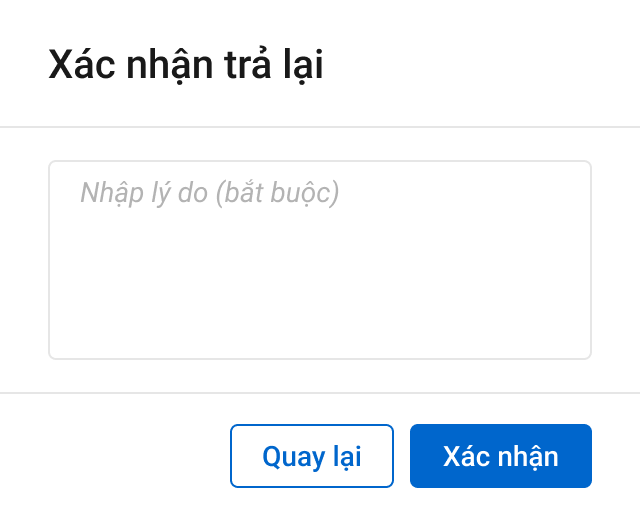 Xác nhận trả lại
Nhập lý do (bắt buộc)
Quay lại
Xác nhận